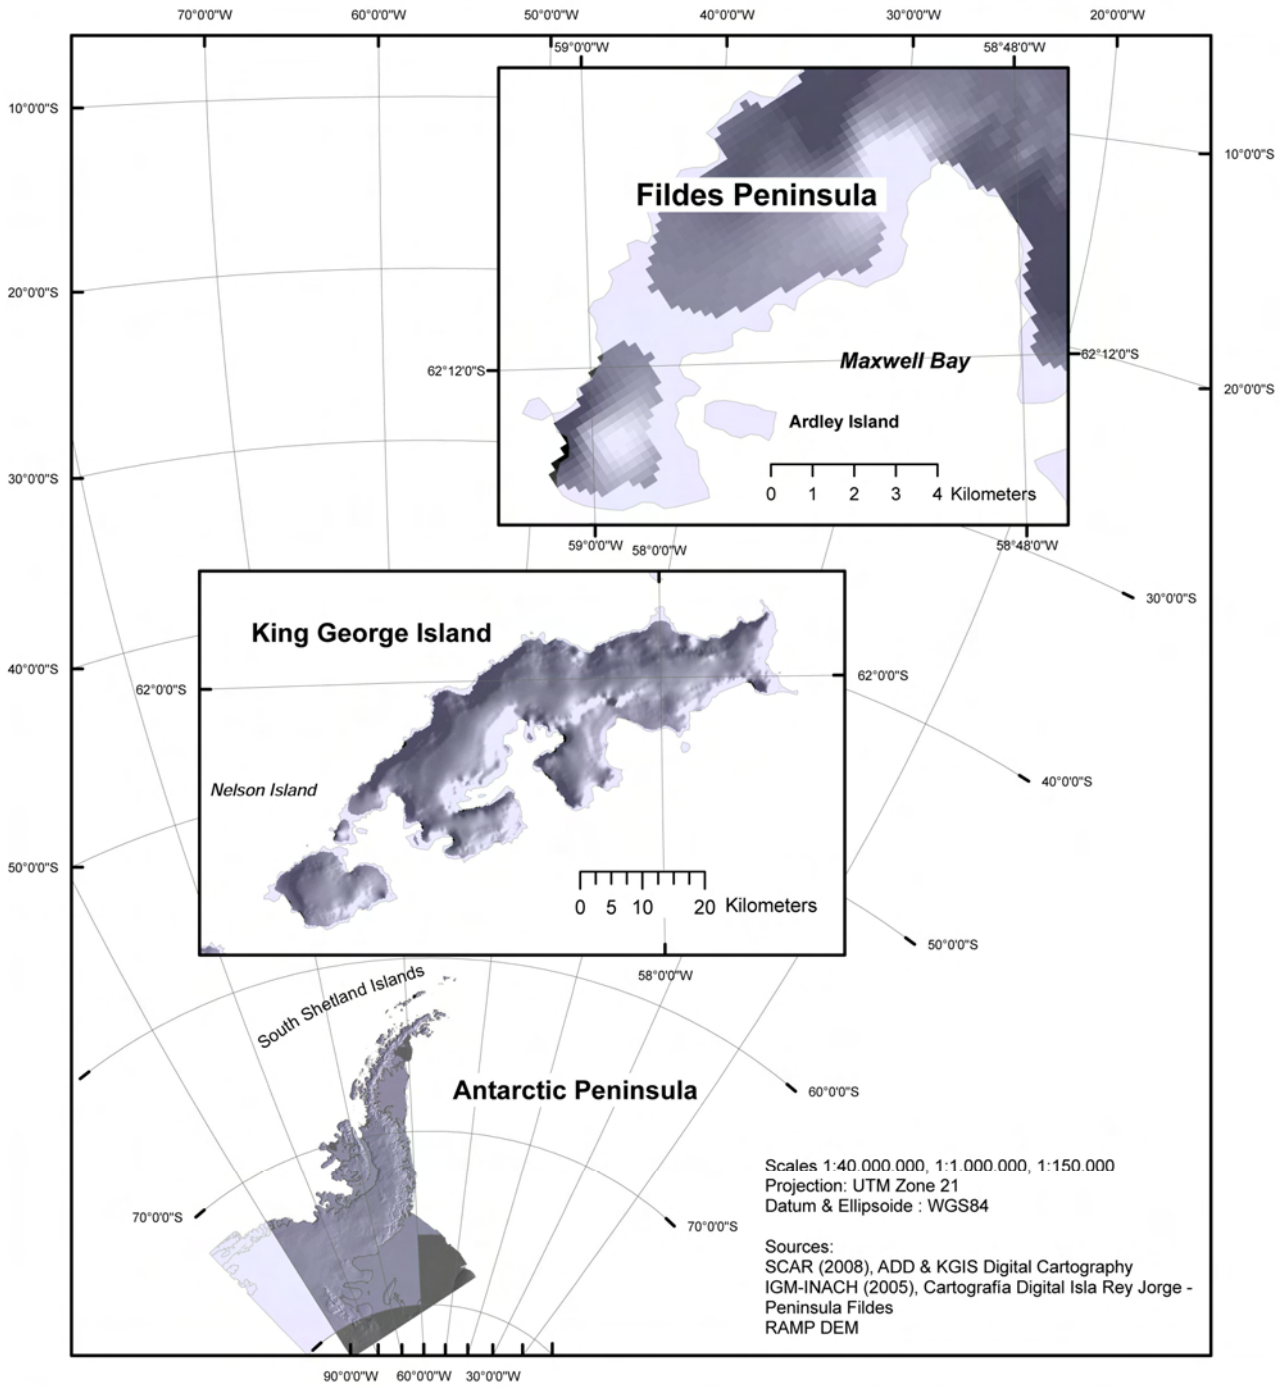 70°0'0"W 60°0'0"W 50°0'0"W 40°0'0"W 30°0'0"W 20°0'0"W
59°0'0"W 58°48'0"W
10°0'0"S
10°0'0"S
Fildes Peninsula
20°0'0"S
62°12'0"S Maxwell Bay 62°12'0"S
20°0'0"S
Ardley Island
30°0'0"S
0 1 2 3 4 Kilometers
59°0'0"W 58°0'0"W 58°48'0"W
30°0'0"S
King George Island
40°0'0"S
62°0'0"S 62°0'0"S
Nelson Island
40°0'0"S
50°0'0"S
0 5 10 20 Kilometers
50°0'0"S
58°0'0"W
South Shetland Islands
Antarctic Peninsula
60°0'0"S
70°0'0"S
70°0'0"S
Scales 1:40.000.000, 1:1.000.000, 1:150.000
Projection: UTM Zone 21
Datum & Ellipsoide : WGS84
Sources:
SCAR (2008), ADD & KGIS Digital Cartography
IGM-INACH (2005), Cartografía Digital Isla Rey Jorge -
Peninsula Fildes
RAMP DEM
90°0'0"W 60°0'0"W 30°0'0"W